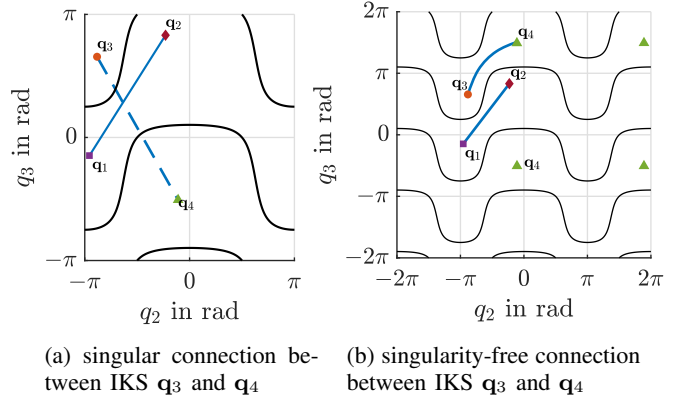 π
0
−π
−π
0
π
q₃ in rad
q₂ in rad
q₃
q₂
q₁
q₄
2π
π
0
−π
−2π
−2π
−π
0
π
2π
q₃ in rad
q₂ in rad
q₄
q₃
q₂
q₁
q₄
(a) singular connection be-
tween IKS q₃ and q₄
(b) singularity-free connection
between IKS q₃ and q₄